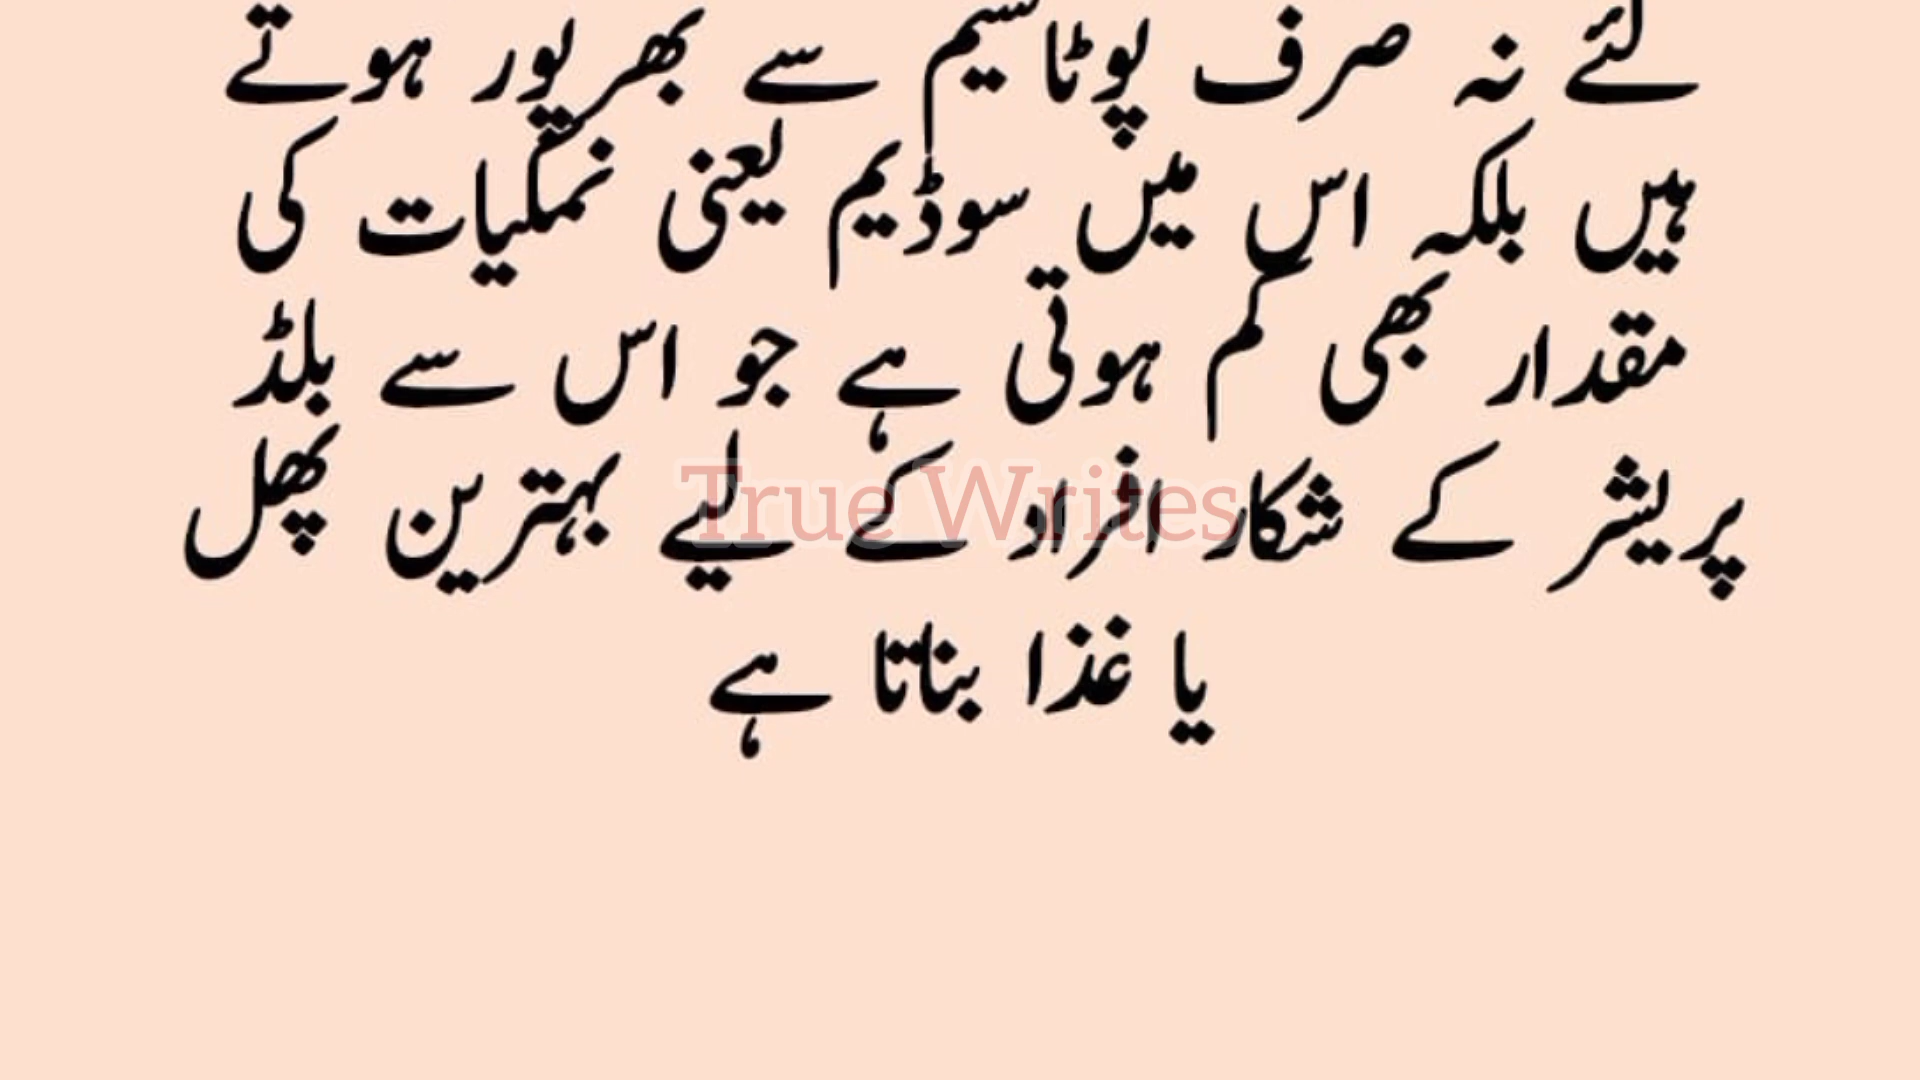 لئے نہ صرف پوٹاسیم سے بھرپور ہوتے
ہیں بلکہ اس میں سوڈیم یعنی نمکیات کی
مقدار بھی کم ہوتی ہے جو اس سے بلڈ
پریشر کے شکار افراد کے لیے بہترین پھل
True Writes
یا غذا بناتا ہے